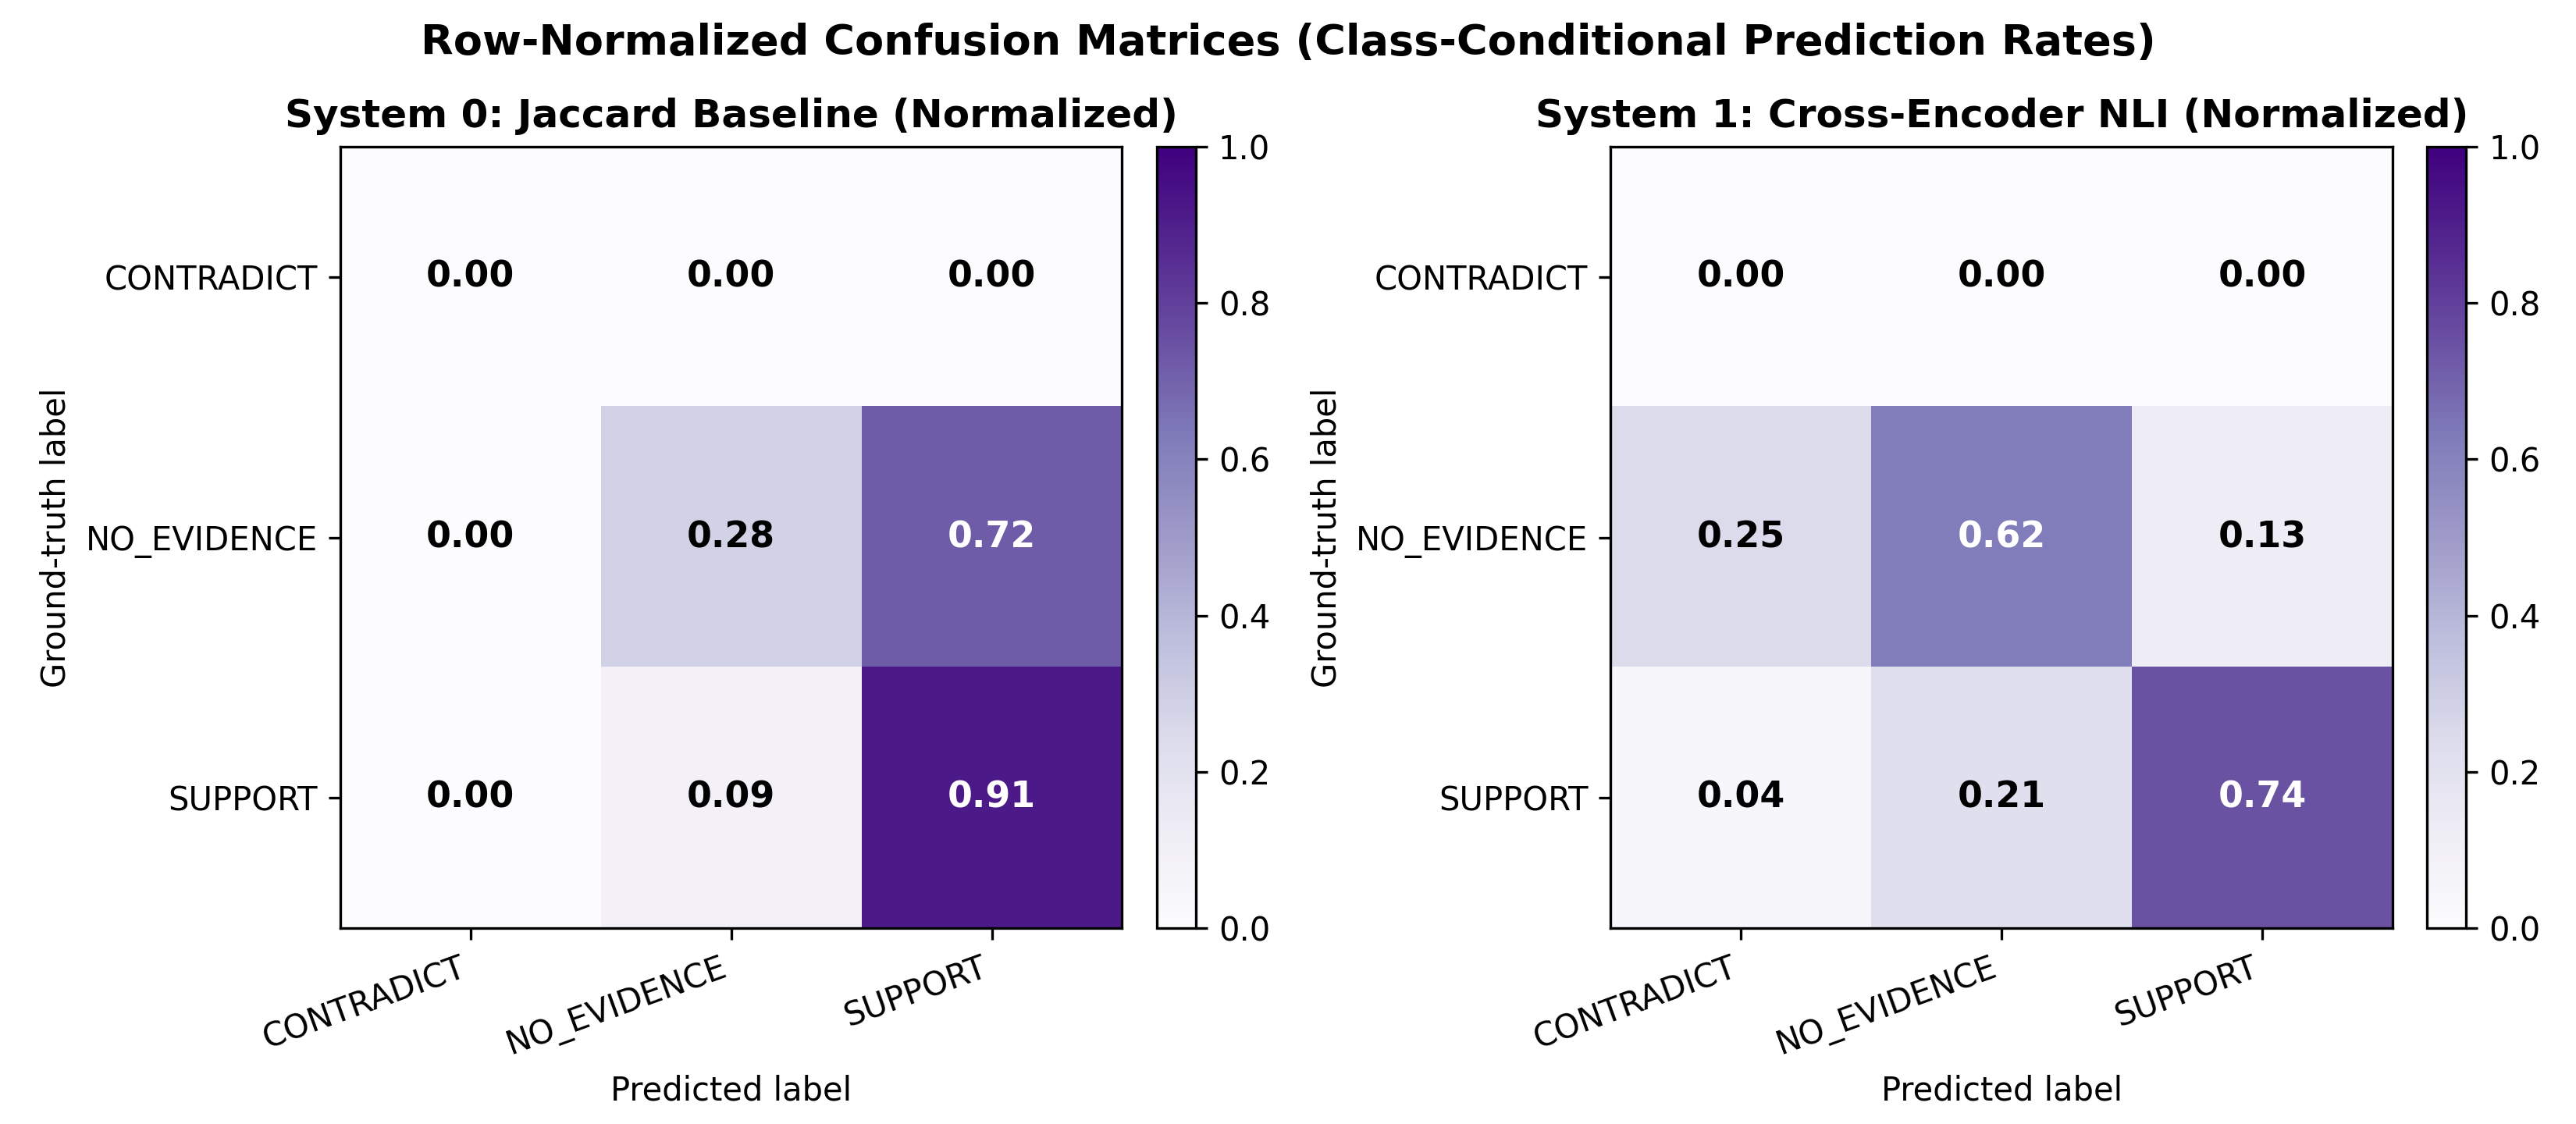 Row-Normalized Confusion Matrices (Class-Conditional Prediction Rates)
System 0: Jaccard Baseline (Normalized)
Ground-truth label
CONTRADICT 0.00 0.00 0.00
NO_EVIDENCE 0.00 0.28 0.72
SUPPORT 0.00 0.09 0.91
CONTRADICT NO_EVIDENCE SUPPORT
Predicted label
1.0
0.8
0.6
0.4
0.2
0.0
System 1: Cross-Encoder NLI (Normalized)
Ground-truth label
CONTRADICT 0.00 0.00 0.00
NO_EVIDENCE 0.25 0.62 0.13
SUPPORT 0.04 0.21 0.74
CONTRADICT NO_EVIDENCE SUPPORT
Predicted label
1.0
0.8
0.6
0.4
0.2
0.0